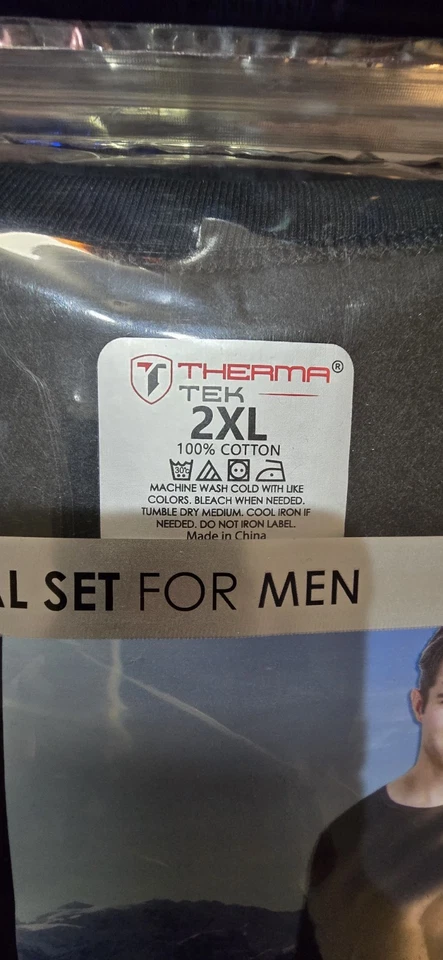 THERMA®
TEK
2XL
100% COTTON
30°C
MACHINE WASH COLD WITH LIKE
COLORS. BLEACH WHEN NEEDED.
TUMBLE DRY MEDIUM. COOL IRON IF
NEEDED. DO NOT IRON LABEL.
Made in China
L SET FOR MEN